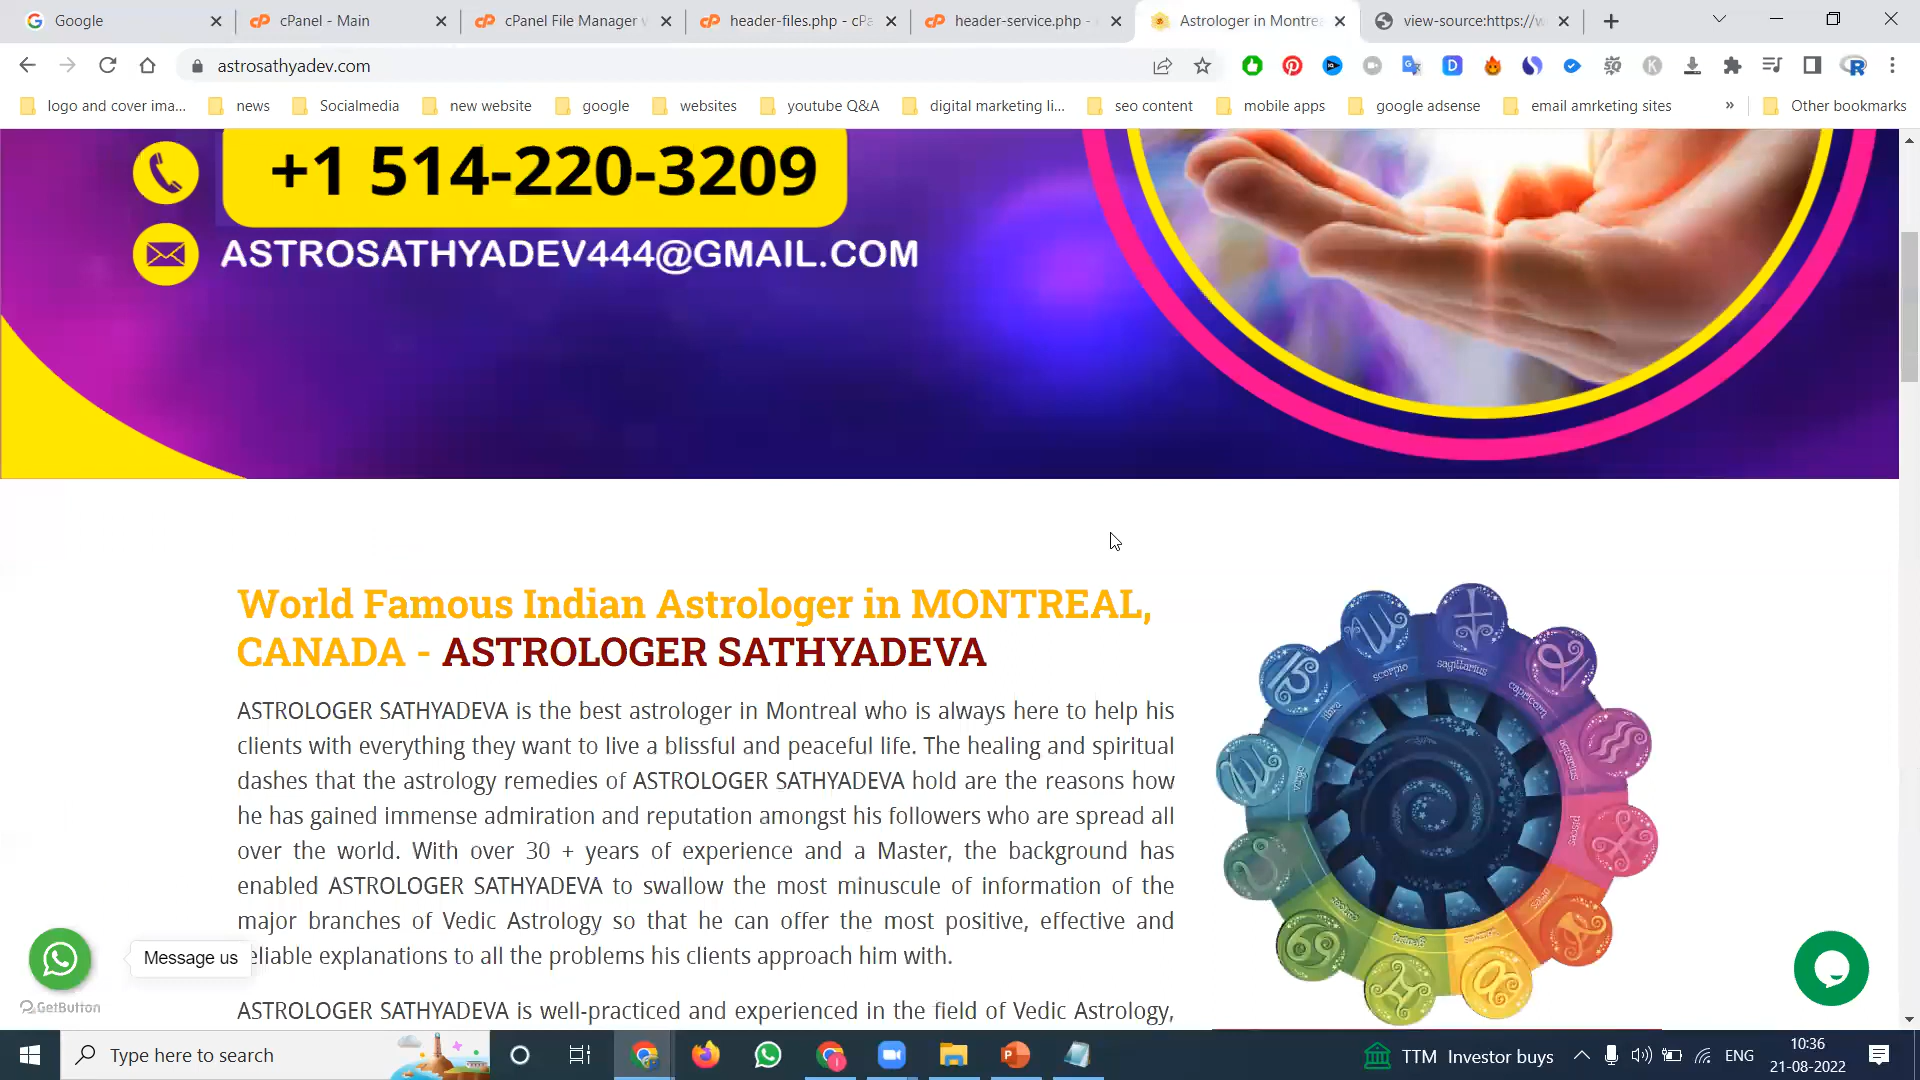 Google
cPanel - Main
cPanel File Manager v
header-files.php - cPa
header-service.php -
Astrologer in Montrea
view-source:https://w
astrosathyadev.com
logo and cover ima...
news
Socialmedia
new website
google
websites
youtube Q&A
digital marketing li...
seo content
mobile apps
google adsense
email amrketing sites
»
Other bookmarks
+1 514-220-3209
ASTROSATHYADEV444@GMAIL.COM
World Famous Indian Astrologer in MONTREAL,
CANADA - ASTROLOGER SATHYADEVA
ASTROLOGER SATHYADEVA is the best astrologer in Montreal who is always here to help his
clients with everything they want to live a blissful and peaceful life. The healing and spiritual
dashes that the astrology remedies of ASTROLOGER SATHYADEVA hold are the reasons how
he has gained immense admiration and reputation amongst his followers who are spread all
over the world. With over 30 + years of experience and a Master, the background has
enabled ASTROLOGER SATHYADEVA to swallow the most minuscule of information of the
major branches of Vedic Astrology so that he can offer the most positive, effective and
eliable explanations to all the problems his clients approach him with.
ASTROLOGER SATHYADEVA is well-practiced and experienced in the field of Vedic Astrology,
libra
scorpio
sagittarius
capricorn
aquarius
pisces
Message us
GetButton
Type here to search
TTM Investor buys
ENG
10:36
21-08-2022